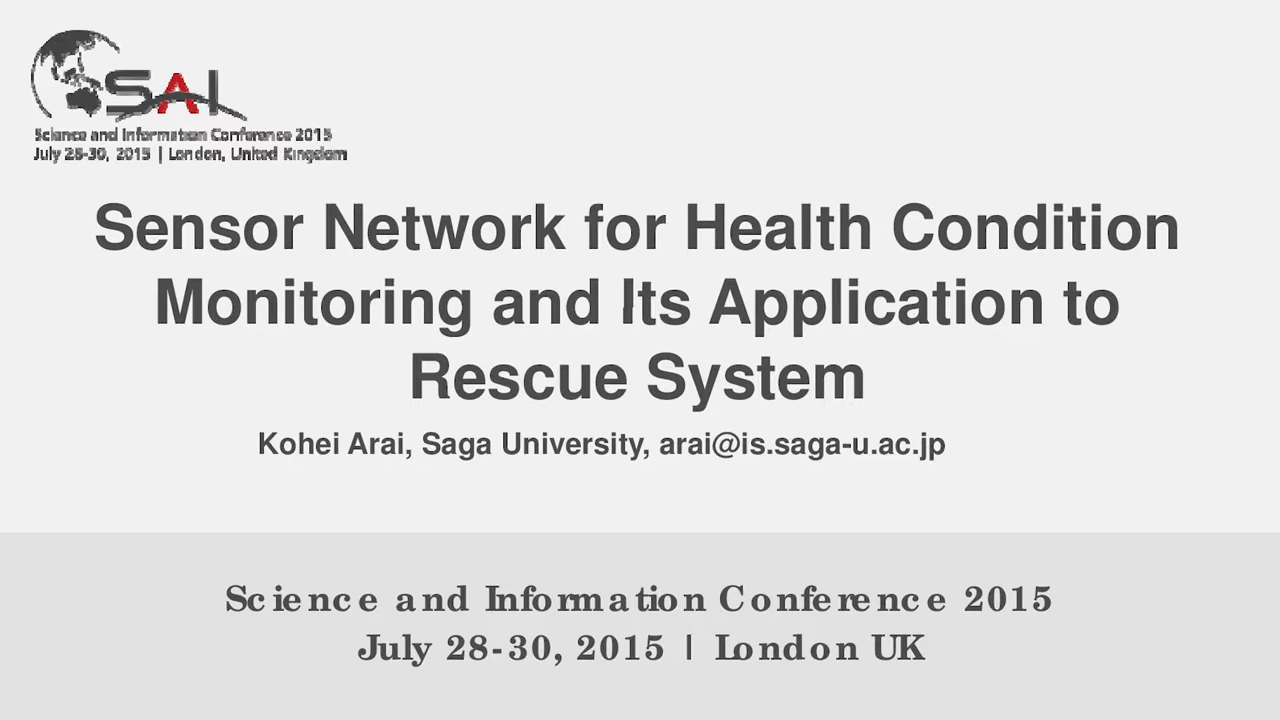 SAI
Science and Information Conference 2015
July 28-30, 2015 | London, United Kingdom
Sensor Network for Health Condition
Monitoring and Its Application to
Rescue System
Kohei Arai, Saga University, arai@is.saga-u.ac.jp
Science and Information Conference 2015
July 28-30, 2015 | London UK